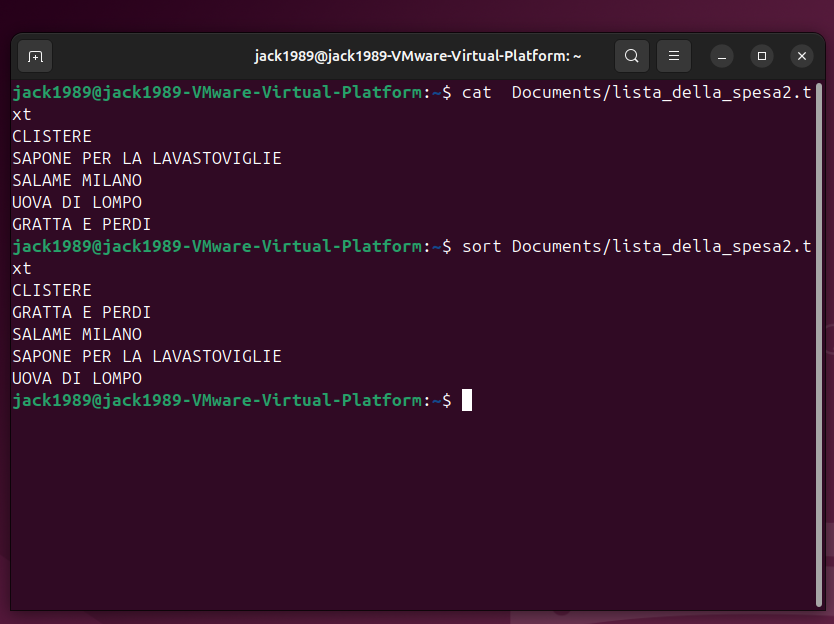 jack1989@jack1989-VMware-Virtual-Platform: ~
jack1989@jack1989-VMware-Virtual-Platform:~$ cat  Documents/lista_della_spesa2.t
xt
CLISTERE
SAPONE PER LA LAVASTOVIGLIE
SALAME MILANO
UOVA DI LOMPO
GRATTA E PERDI
jack1989@jack1989-VMware-Virtual-Platform:~$ sort Documents/lista_della_spesa2.t
xt
CLISTERE
GRATTA E PERDI
SALAME MILANO
SAPONE PER LA LAVASTOVIGLIE
UOVA DI LOMPO
jack1989@jack1989-VMware-Virtual-Platform:~$